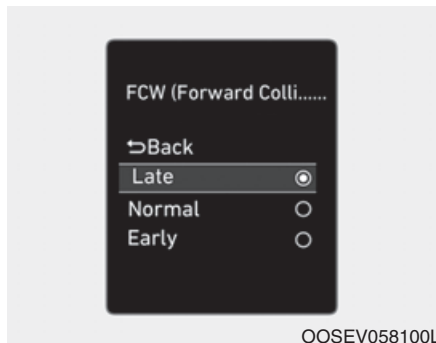 FCW (Forward Colli......
⮌Back
Late
Normal
Early
OOSEV058100L